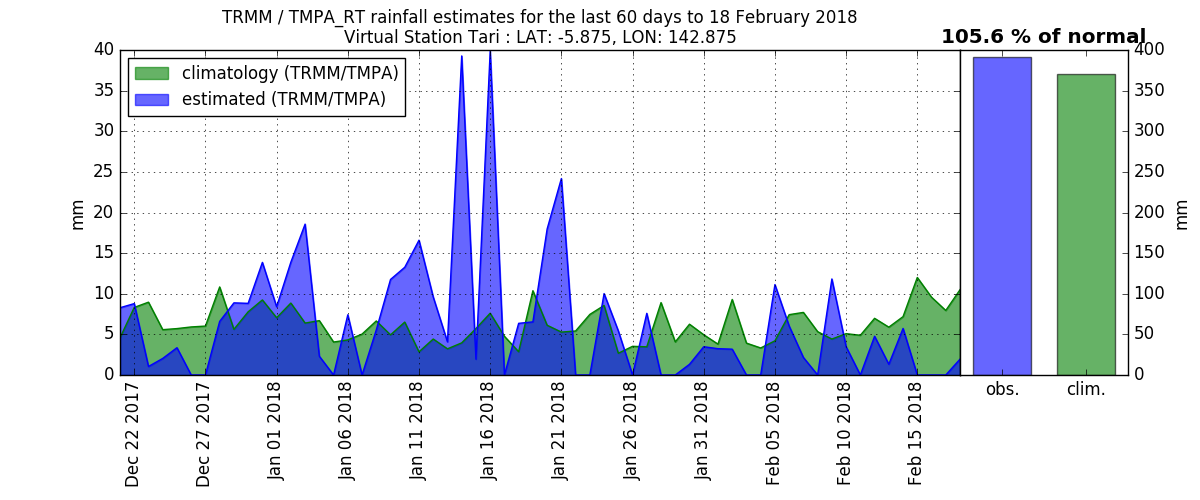 TRMM / TMPA_RT rainfall estimates for the last 60 days to 18 February 2018
Virtual Station Tari : LAT: -5.875, LON: 142.875
105.6 % of normal
climatology (TRMM/TMPA)
estimated (TRMM/TMPA)
40
35
30
25
20
15
10
5
0
mm
Dec 22 2017
Dec 27 2017
Jan 01 2018
Jan 06 2018
Jan 11 2018
Jan 16 2018
Jan 21 2018
Jan 26 2018
Jan 31 2018
Feb 05 2018
Feb 10 2018
Feb 15 2018
obs.
clim.
400
350
300
250
200
150
100
50
0
mm